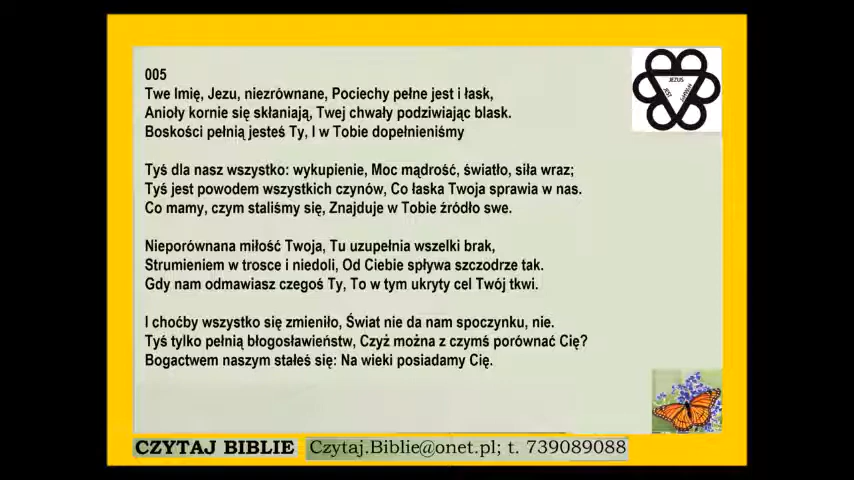 005
Twe Imię, Jezu, niezrównane, Pociechy pełne jest i łask,
Anioły kornie się skłaniają, Twej chwały podziwiając blask.
Boskości pełnią jesteś Ty, I w Tobie dopełnieniśmy
Tyś dla nasz wszystko: wykupienie, Moc mądrość, światło, siła wraz;
Tyś jest powodem wszystkich czynów, Co łaska Twoja sprawia w nas.
Co mamy, czym staliśmy się, Znajduje w Tobie źródło swe.
Nieporównana miłość Twoja, Tu uzupełnia wszelki brak,
Strumieniem w trosce i niedoli, Od Ciebie spływa szczodrze tak.
Gdy nam odmawiasz czegoś Ty, To w tym ukryty cel Twój tkwi.
I choćby wszystko się zmieniło, Świat nie da nam spoczynku, nie.
Tyś tylko pełnią błogosławieństw, Czyż można z czymś porównać Cię?
Bogactwem naszym stałeś się: Na wieki posiadamy Cię.
JEZUS
JEST
PANEM
CZYTAJ BIBLIE Czytaj.Biblie@onet.pl; t. 739089088